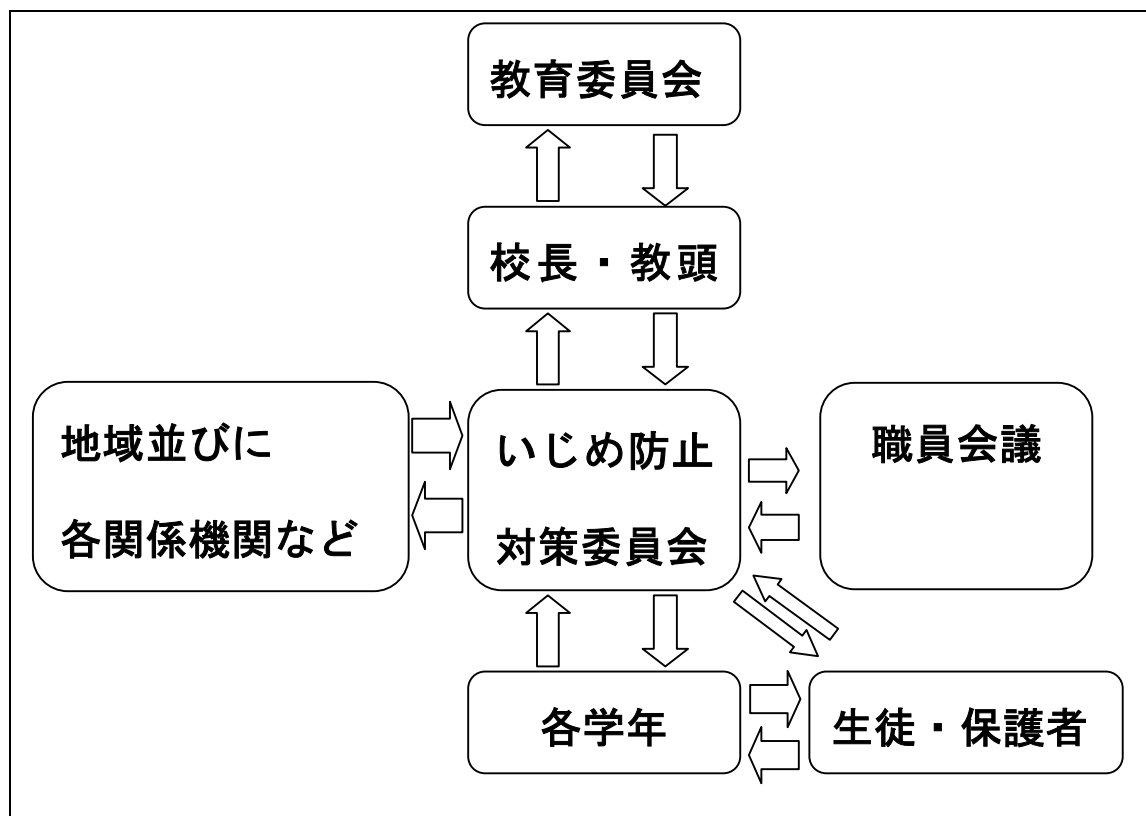 教育委員会
校長・教頭
地域並びに
各関係機関など
いじめ防止
対策委員会
職員会議
各学年
生徒・保護者